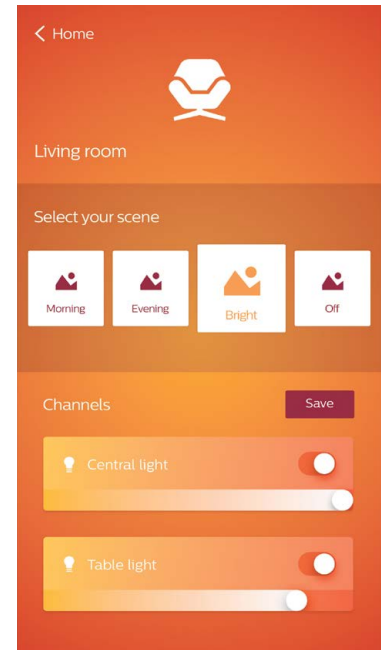 Home
Living room
Select your scene
Morning
Evening
Bright
Off
Channels
Save
Central light
Table light